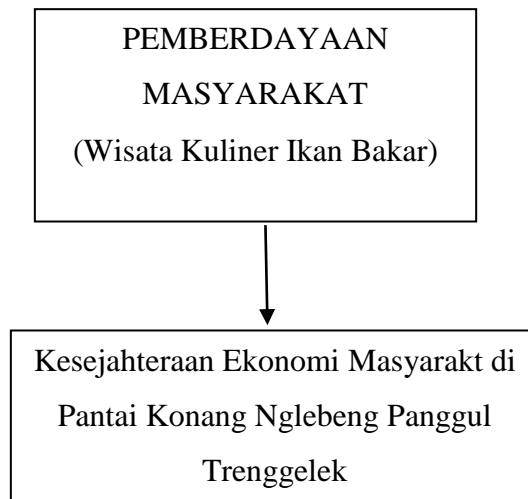 PEMBERDAYAAN
MASYARAKAT
(Wisata Kuliner Ikan Bakar)
Kesejahteraan Ekonomi Masyarakt di
Pantai Konang Nglebeng Panggul
Trenggelek